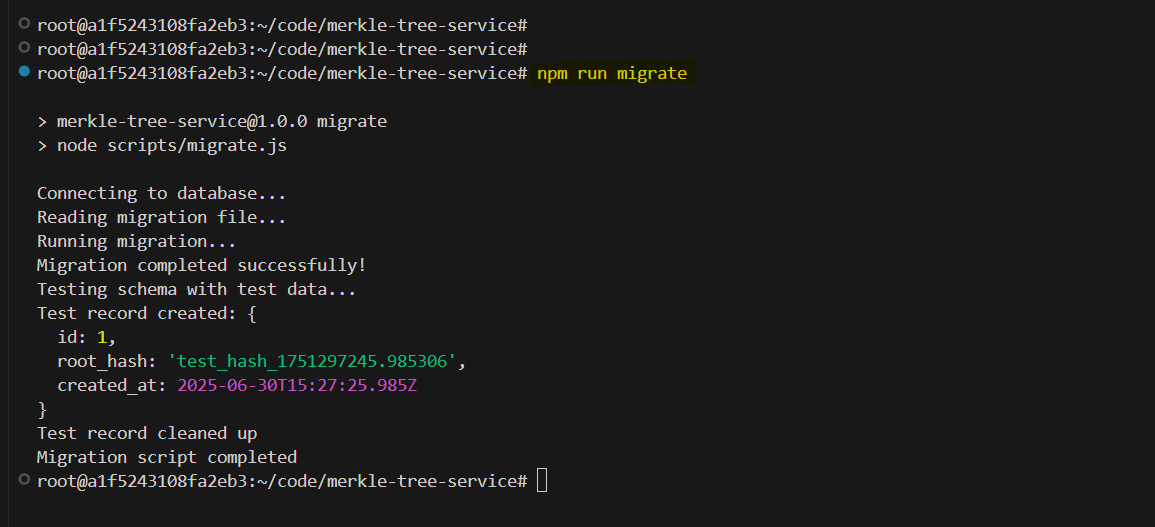 root@a1f5243108fa2eb3:~/code/merkle-tree-service#
root@a1f5243108fa2eb3:~/code/merkle-tree-service#
root@a1f5243108fa2eb3:~/code/merkle-tree-service# npm run migrate
> merkle-tree-service@1.0.0 migrate
> node scripts/migrate.js
Connecting to database...
Reading migration file...
Running migration...
Migration completed successfully!
Testing schema with test data...
Test record created: {
  id: 1,
  root_hash: 'test_hash_1751297245.985306',
  created_at: 2025-06-30T15:27:25.985Z
}
Test record cleaned up
Migration script completed
root@a1f5243108fa2eb3:~/code/merkle-tree-service#